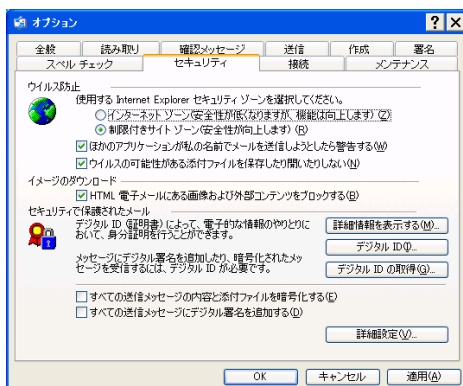 オプション
全般 読み取り 確認メッセージ 送信 作成 署名
スペル チェック セキュリティ 接続 メンテナンス
ウイルス防止
使用する Internet Explorer セキュリティ ゾーンを選択してください。
インターネット ゾーン(安全性が低くなりますが、機能は向上します)(Z)
制限付きサイト ゾーン(安全性が向上します)(R)
ほかのアプリケーションが私の名前でメールを送信しようとしたら警告する(W)
ウイルスの可能性がある添付ファイルを保存したり開いたりしない(N)
イメージのダウンロード
HTML 電子メールにある画像および外部コンテンツをブロックする(B)
セキュリティで保護されたメール
デジタル ID (証明書) によって、電子的な情報のやりとりに
おいて、身分証明を行うことができます。
詳細情報を表示する(M)...
デジタル ID(I)...
メッセージにデジタル署名を追加したり、暗号化されたメッ
セージを受信するには、デジタル ID が必要です。
デジタル ID の取得(G)...
すべての送信メッセージの内容と添付ファイルを暗号化する(E)
すべての送信メッセージにデジタル署名を追加する(D)
詳細設定(V)...
OK キャンセル 適用(A)